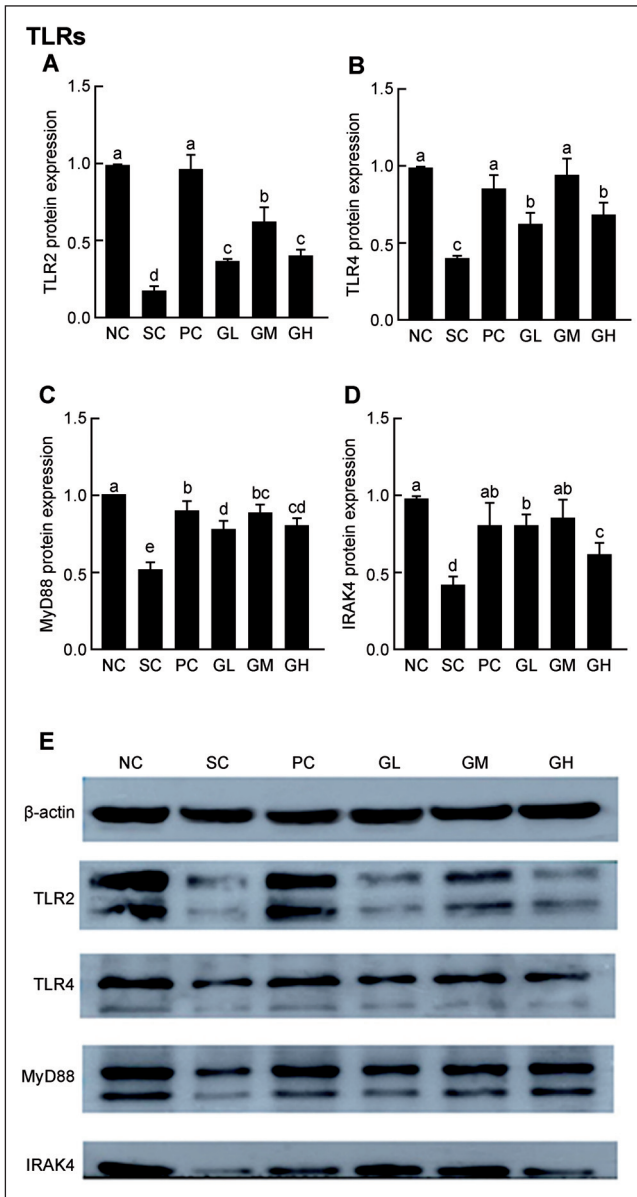 TLRs
A
TLR2 protein expression
1.5
1.0
0.5
0.0
a
d
a
c
b
c
NC SC PC GL GM GH
B
TLR4 protein expression
1.5
1.0
0.5
0.0
a
c
a
b
a
b
NC SC PC GL GM GH
C
MyD88 protein expression
1.5
1.0
0.5
0.0
a
e
b
d
bc
cd
NC SC PC GL GM GH
D
IRAK4 protein expression
1.5
1.0
0.5
0.0
a
d
ab
b
ab
c
NC SC PC GL GM GH
E
NC SC PC GL GM GH
β-actin
TLR2
TLR4
MyD88
IRAK4